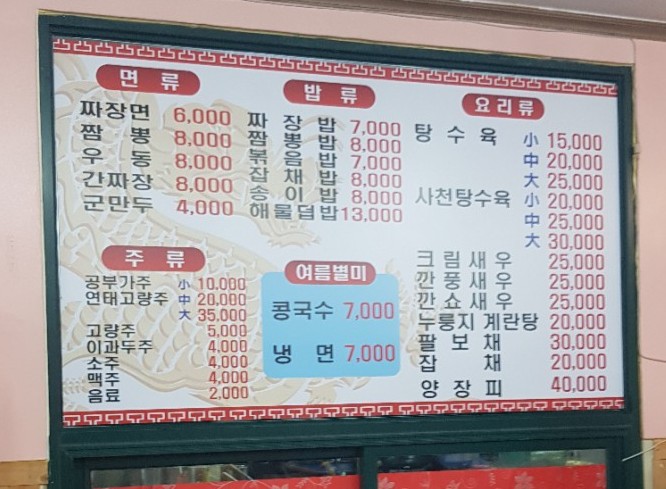 면 류
짜장면 6,000
짬 뽕 8,000
우 동 8,000
간짜장 8,000
군만두 4,000
밥 류
짜 장 밥 7,000
짬 뽕 밥 8,000
볶 음 밥 7,000
잡 채 밥 8,000
송 이 밥 8,000
해물덮밥 13,000
요리류
탕 수 육 小 15,000
中 20,000
大 25,000
사천탕수육 小 20,000
中 25,000
大 30,000
크 림 새 우 25,000
깐 풍 새 우 25,000
깐 쇼 새 우 25,000
누룽지 계란탕 20,000
팔 보 채 30,000
잡 채 20,000
양 장 피 40,000
주 류
공부가주 小 10.000
연태고량주 中 20,000
大 35,000
고량주 5,000
이과두주 4,000
소주 4,000
맥주 4,000
음료 2,000
여름별미
콩국수 7,000
냉 면 7,000